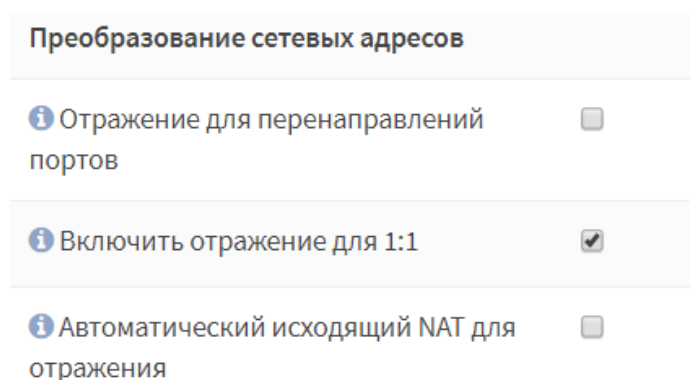 Преобразование сетевых адресов
Отражение для перенаправлений
портов
Включить отражение для 1:1
Автоматический исходящий NAT для
отражения